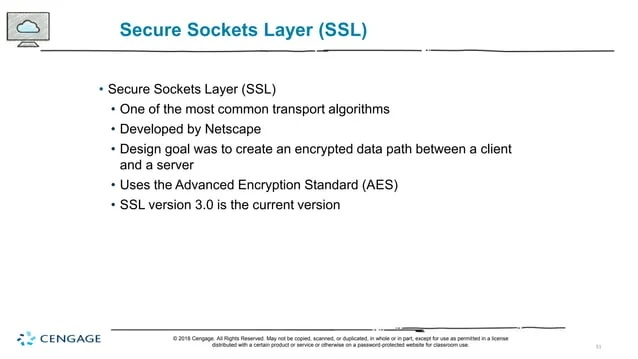 Secure Sockets Layer (SSL)
• Secure Sockets Layer (SSL)
• One of the most common transport algorithms
• Developed by Netscape
• Design goal was to create an encrypted data path between a client
and a server
• Uses the Advanced Encryption Standard (AES)
• SSL version 3.0 is the current version
CENGAGE
© 2018 Cengage. All Rights Reserved. May not be copied, scanned, or duplicated, in whole or in part, except for use as permitted in a license
distributed with a certain product or service or otherwise on a password-protected website for classroom use.